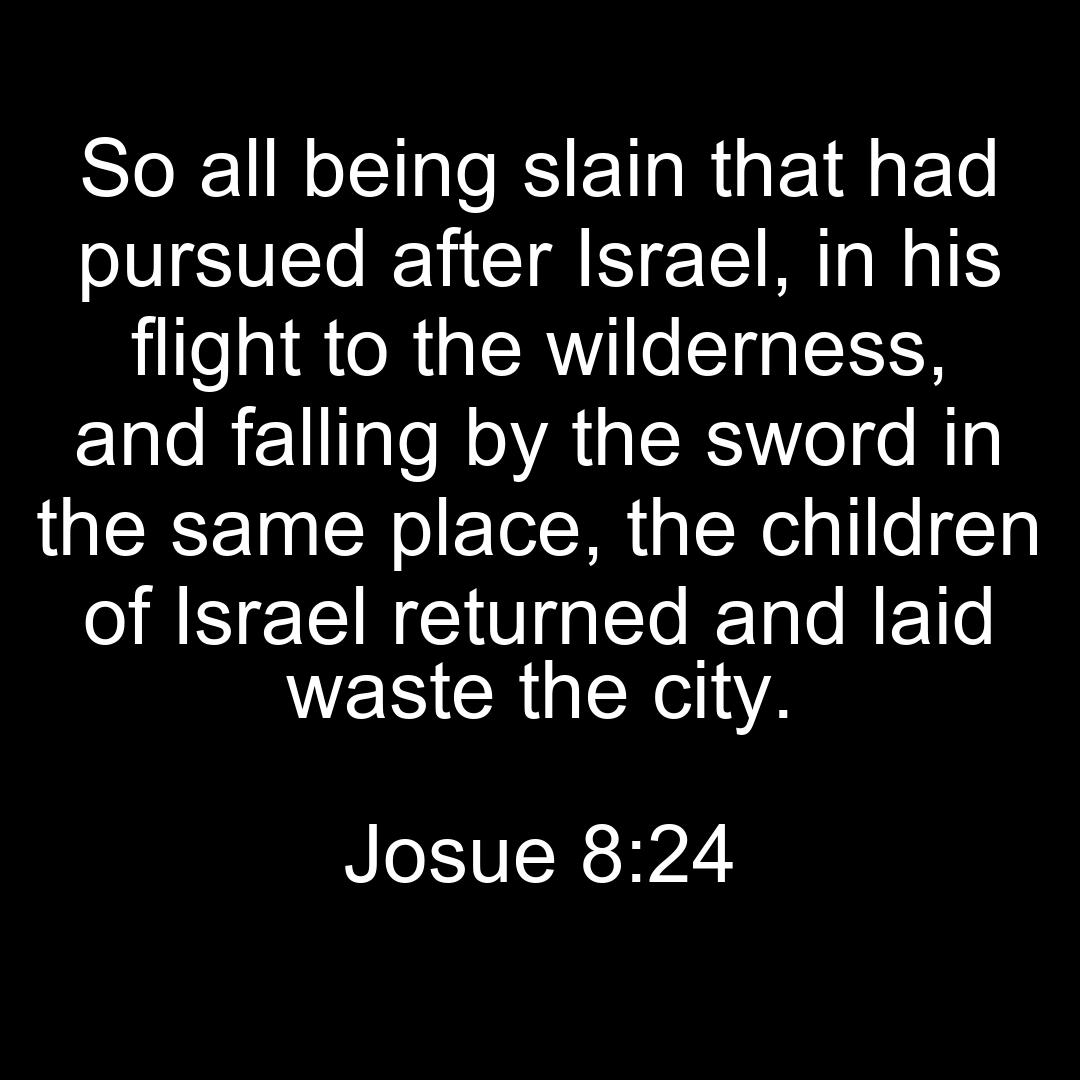 So all being slain that had
pursued after Israel, in his
flight to the wilderness,
and falling by the sword in
the same place, the children
of Israel returned and laid
waste the city.
Josue 8:24